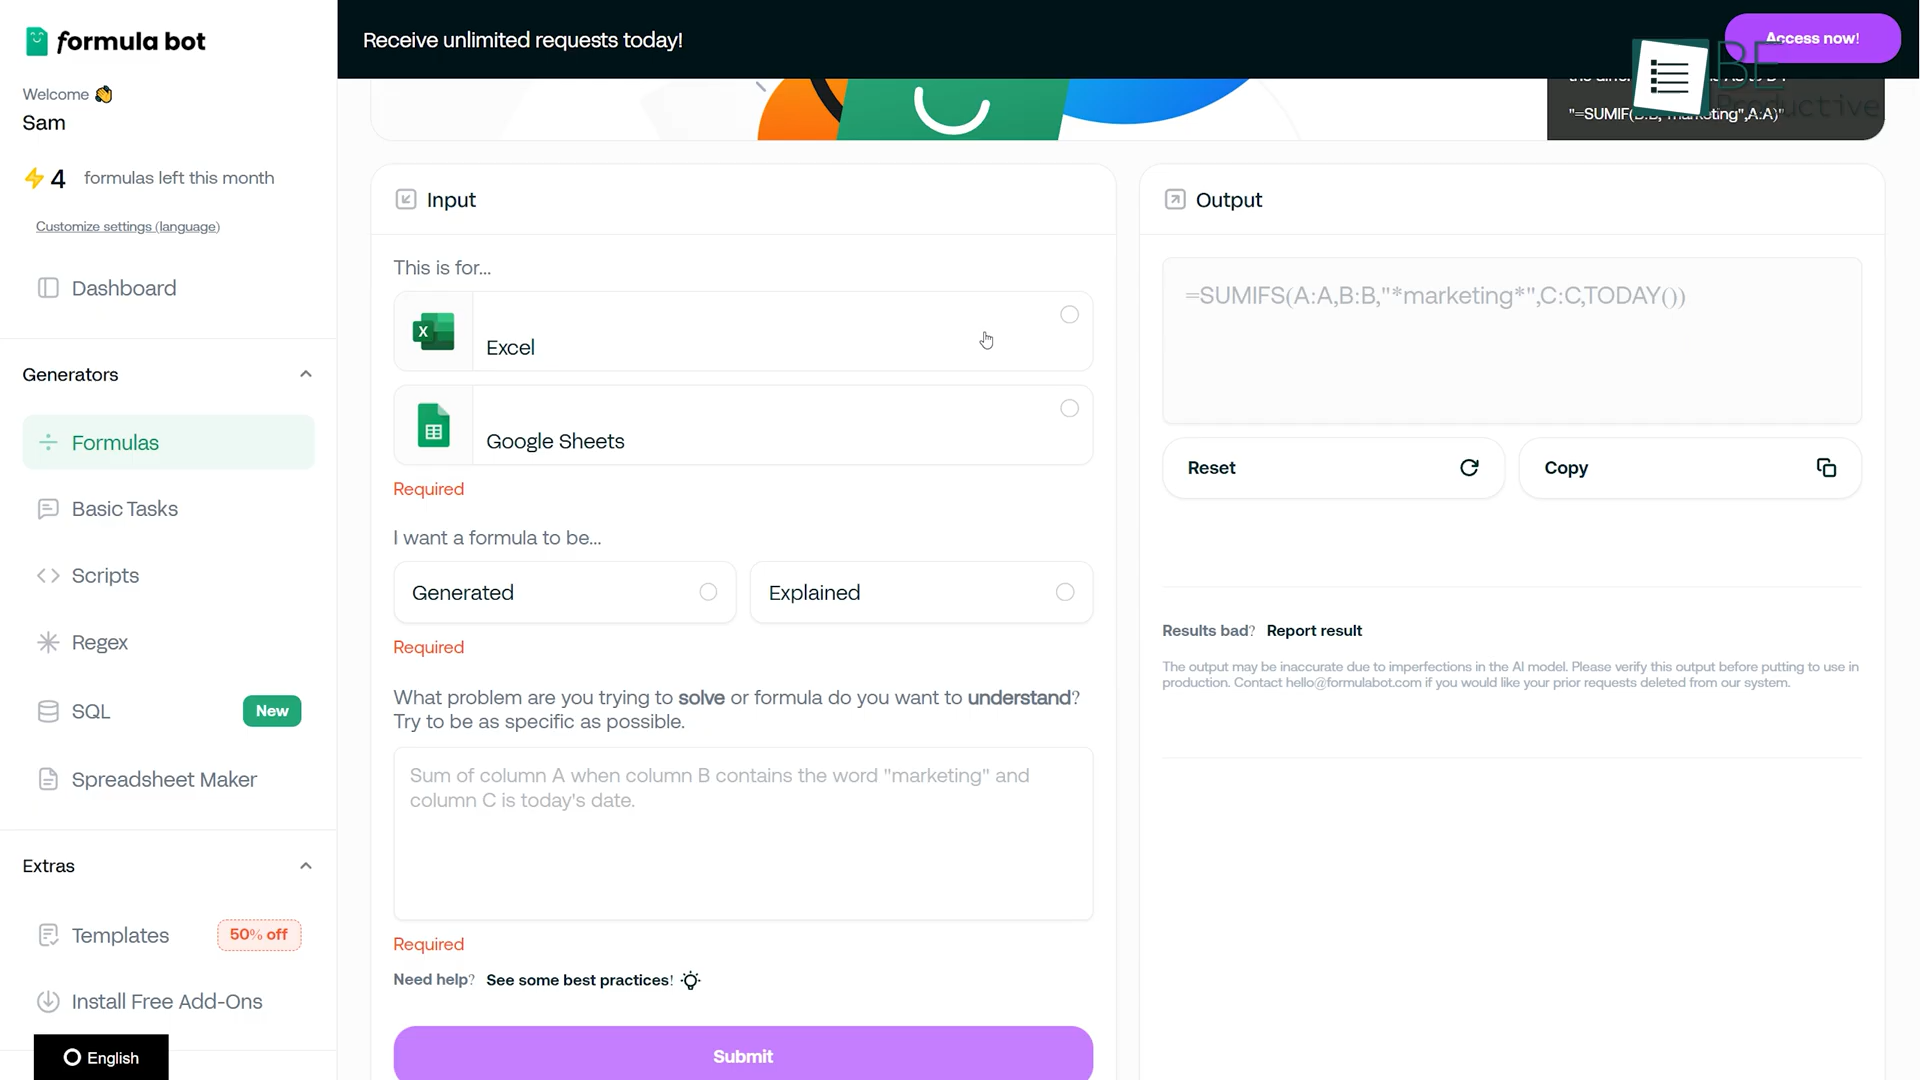 formula bot
Receive unlimited requests today!
Access now!
BE
Productive
Welcome
Sam
4 formulas left this month
Customize settings (language)
Dashboard
Generators
Formulas
Basic Tasks
Scripts
Regex
SQL
New
Spreadsheet Maker
Extras
Templates
50% off
Install Free Add-Ons
English
Input
This is for...
Excel
Google Sheets
Required
I want a formula to be...
Generated
Explained
Required
What problem are you trying to solve or formula do you want to understand?
Try to be as specific as possible.
Sum of column A when column B contains the word "marketing" and
column C is today's date.
Required
Need help? See some best practices!
Submit
Output
=SUMIFS(A:A,B:B,"*marketing*",C:C,TODAY())
Reset
Copy
Results bad? Report result
The output may be inaccurate due to imperfections in the AI model. Please verify this output before putting to use in
production. Contact hello@formulabot.com if you would like your prior requests deleted from our system.
"=SUMIF(B:B,"marketing",A:A)"